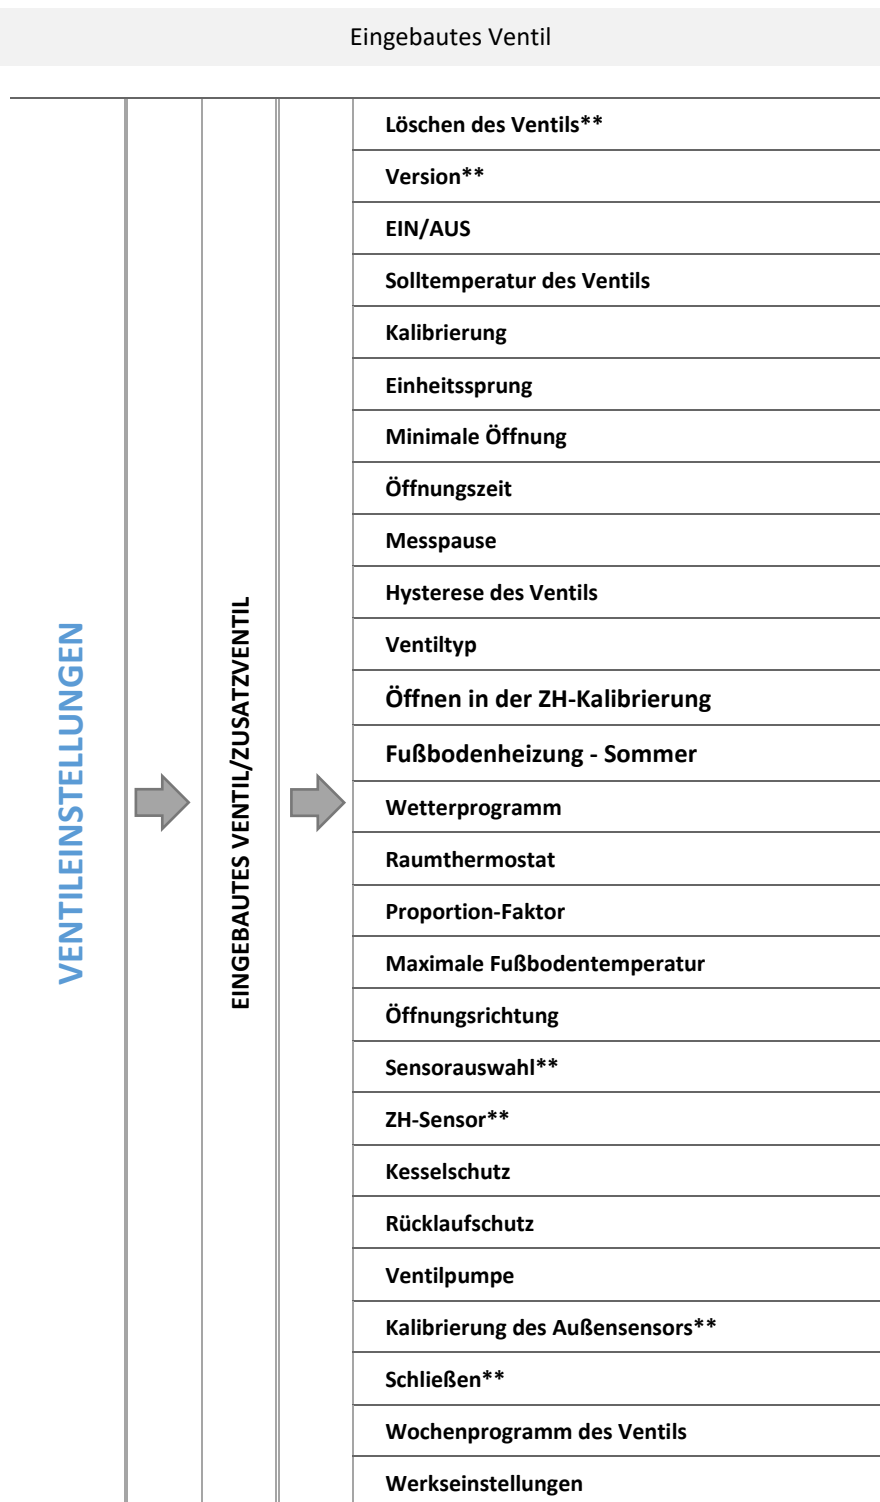 Eingebautes Ventil
VENTILEINSTELLUNGEN
EINGEBAUTES VENTIL/ZUSATZVENTIL
Löschen des Ventils**
Version**
EIN/AUS
Solltemperatur des Ventils
Kalibrierung
Einheitssprung
Minimale Öffnung
Öffnungszeit
Messpause
Hysterese des Ventils
Ventiltyp
Öffnen in der ZH-Kalibrierung
Fußbodenheizung - Sommer
Wetterprogramm
Raumthermostat
Proportion-Faktor
Maximale Fußbodentemperatur
Öffnungsrichtung
Sensorauswahl**
ZH-Sensor**
Kesselschutz
Rücklaufschutz
Ventilpumpe
Kalibrierung des Außensensors**
Schließen**
Wochenprogramm des Ventils
Werkseinstellungen